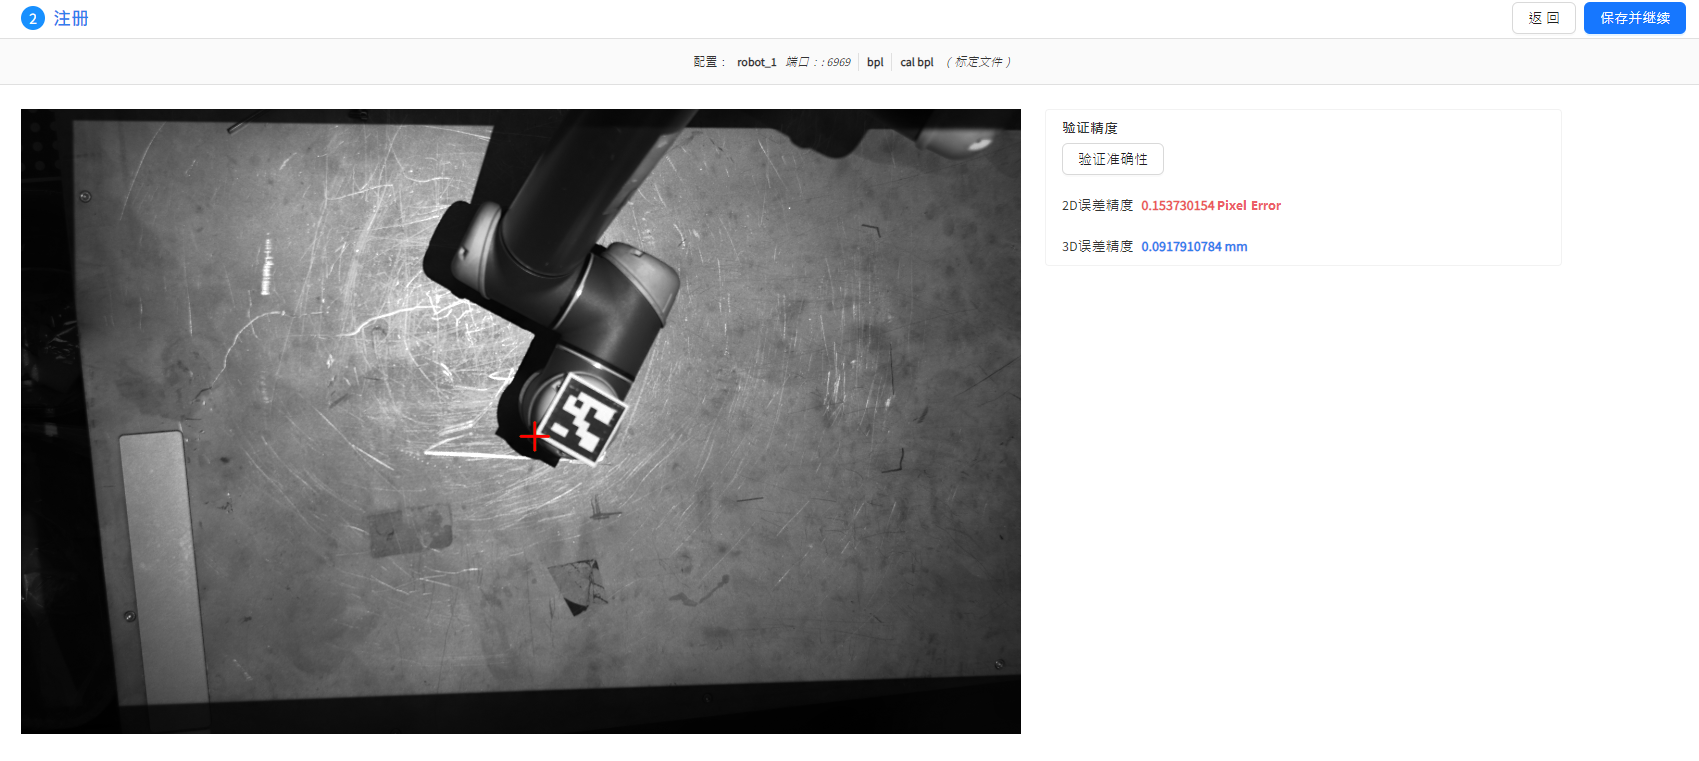 2 注册 返 回 保存并继续
配置： robot_1 端口：: 6969 bpl cal bpl （ 标定文件 ）
验证精度
验证准确性
2D误差精度 0.153730154 Pixel Error
3D误差精度 0.0917910784 mm